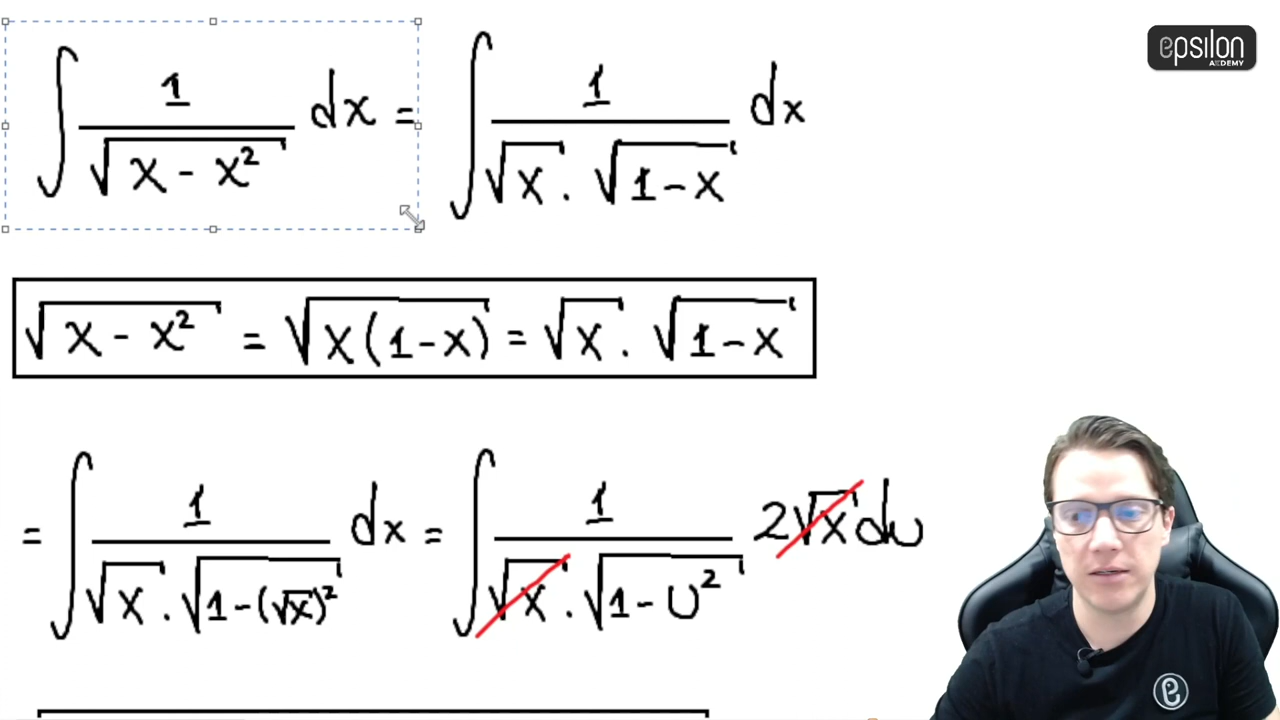 epsilon
ACADEMY
∫ 1/√(x - x²) dx = ∫ 1/(√x . √(1-x)) dx
√(x - x²) = √(x(1-x)) = √x . √(1-x)
= ∫ 1/(√x . √(1-(√x)²)) dx = ∫ 1/(√x . √(1-u²)) 2√x du